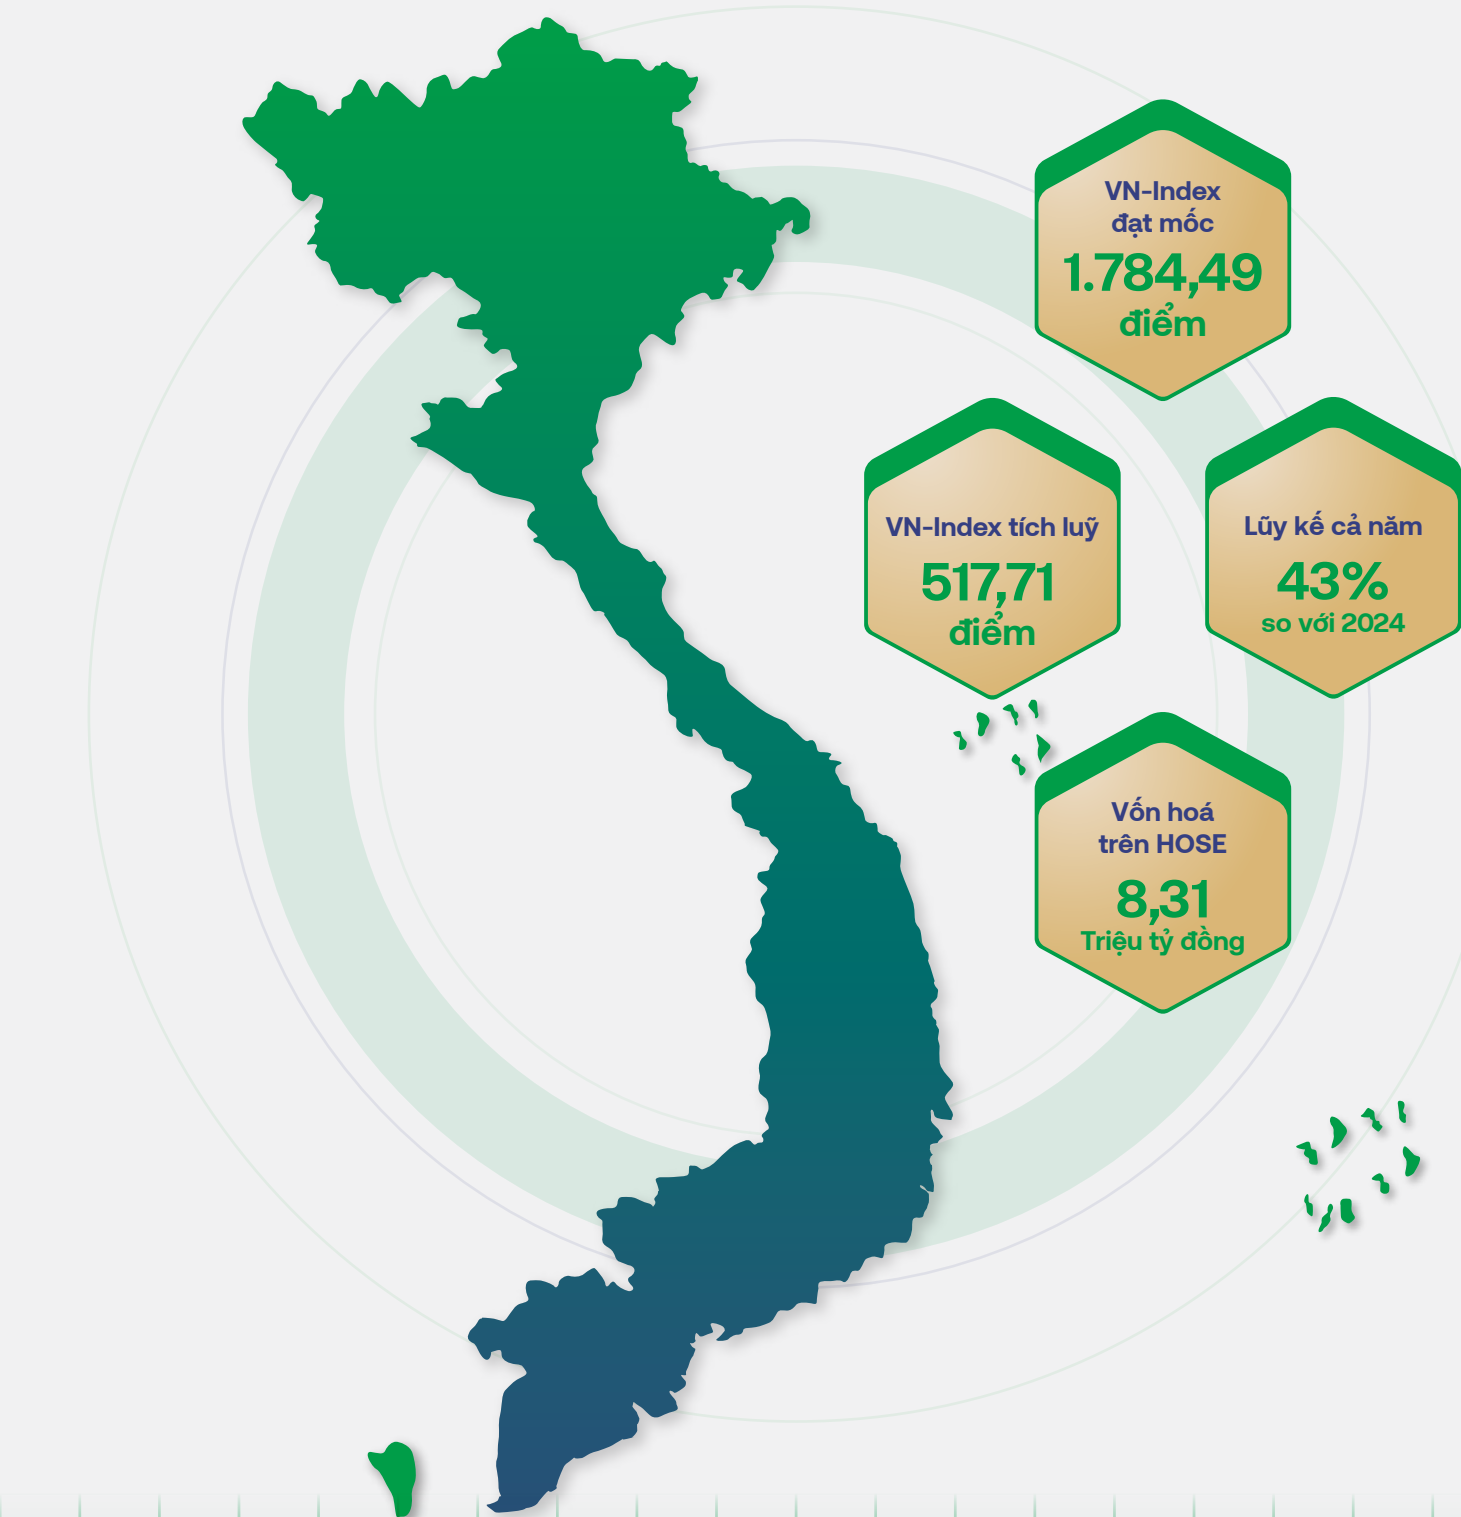 VN-Index
đạt mốc
1.784,49
điểm
VN-Index tích luỹ
517,71
điểm
Lũy kế cả năm
43%
so với 2024
Vốn hoá
trên HOSE
8,31
Triệu tỷ đồng